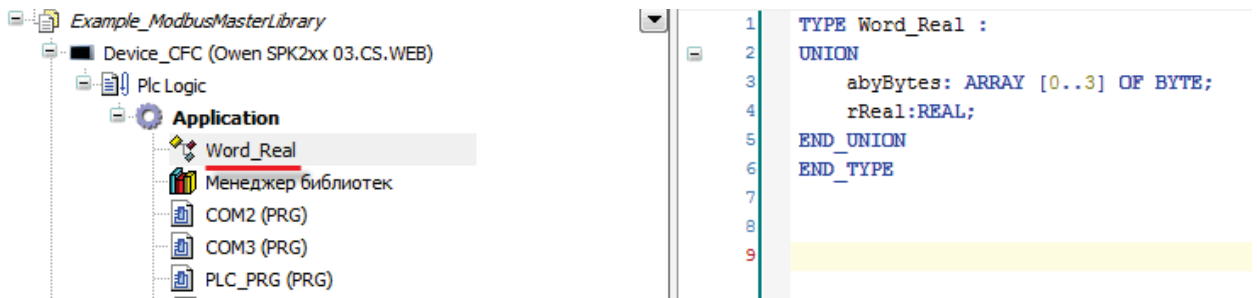 Example_ModbusMasterLibrary
Device_CFC (Owen SPK2xx 03.CS.WEB)
Plc Logic
Application
Word_Real
Менеджер библиотек
COM2 (PRG)
COM3 (PRG)
PLC_PRG (PRG)
1 TYPE Word_Real :
2 UNION
3 abyBytes: ARRAY [0..3] OF BYTE;
4 rReal:REAL;
5 END_UNION
6 END_TYPE
7
8
9